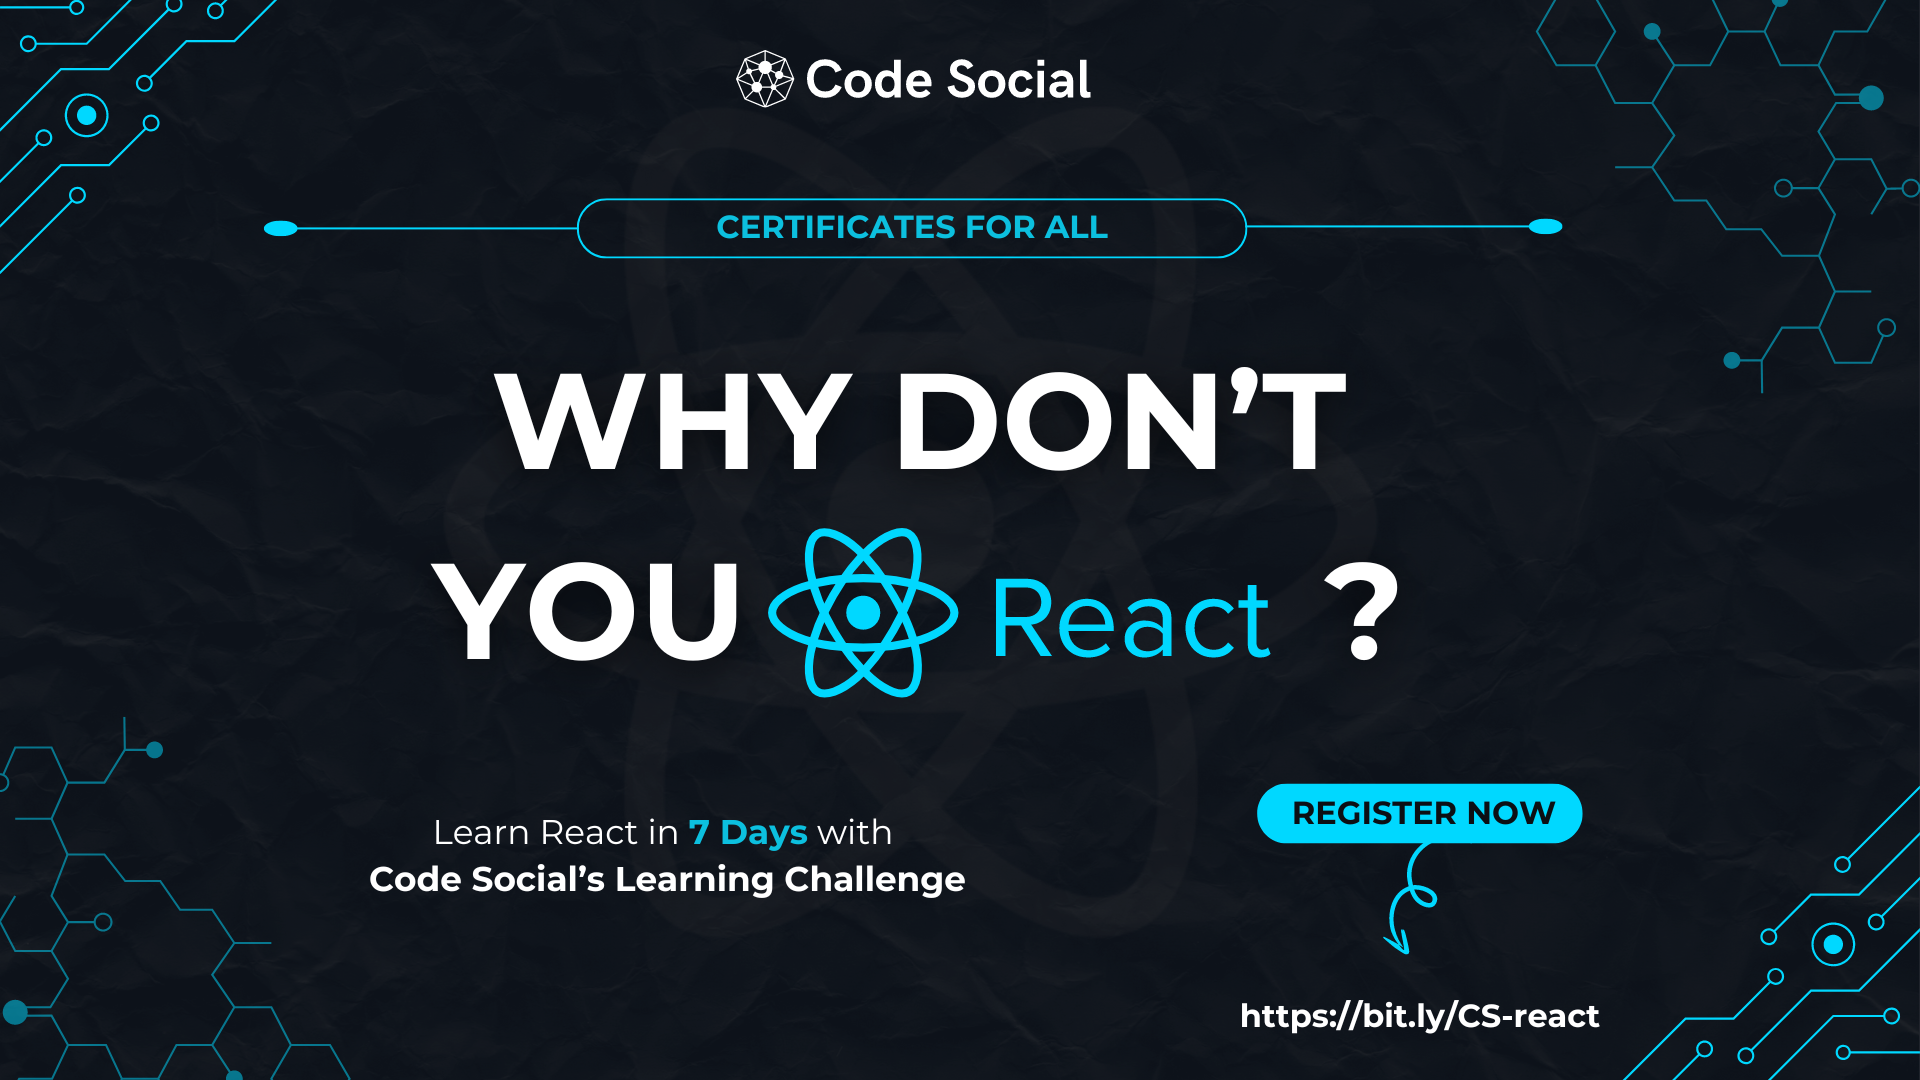 Code Social
CERTIFICATES FOR ALL
WHY DON’T
YOU React ?
Learn React in 7 Days with
Code Social’s Learning Challenge
REGISTER NOW
https://bit.ly/CS-react